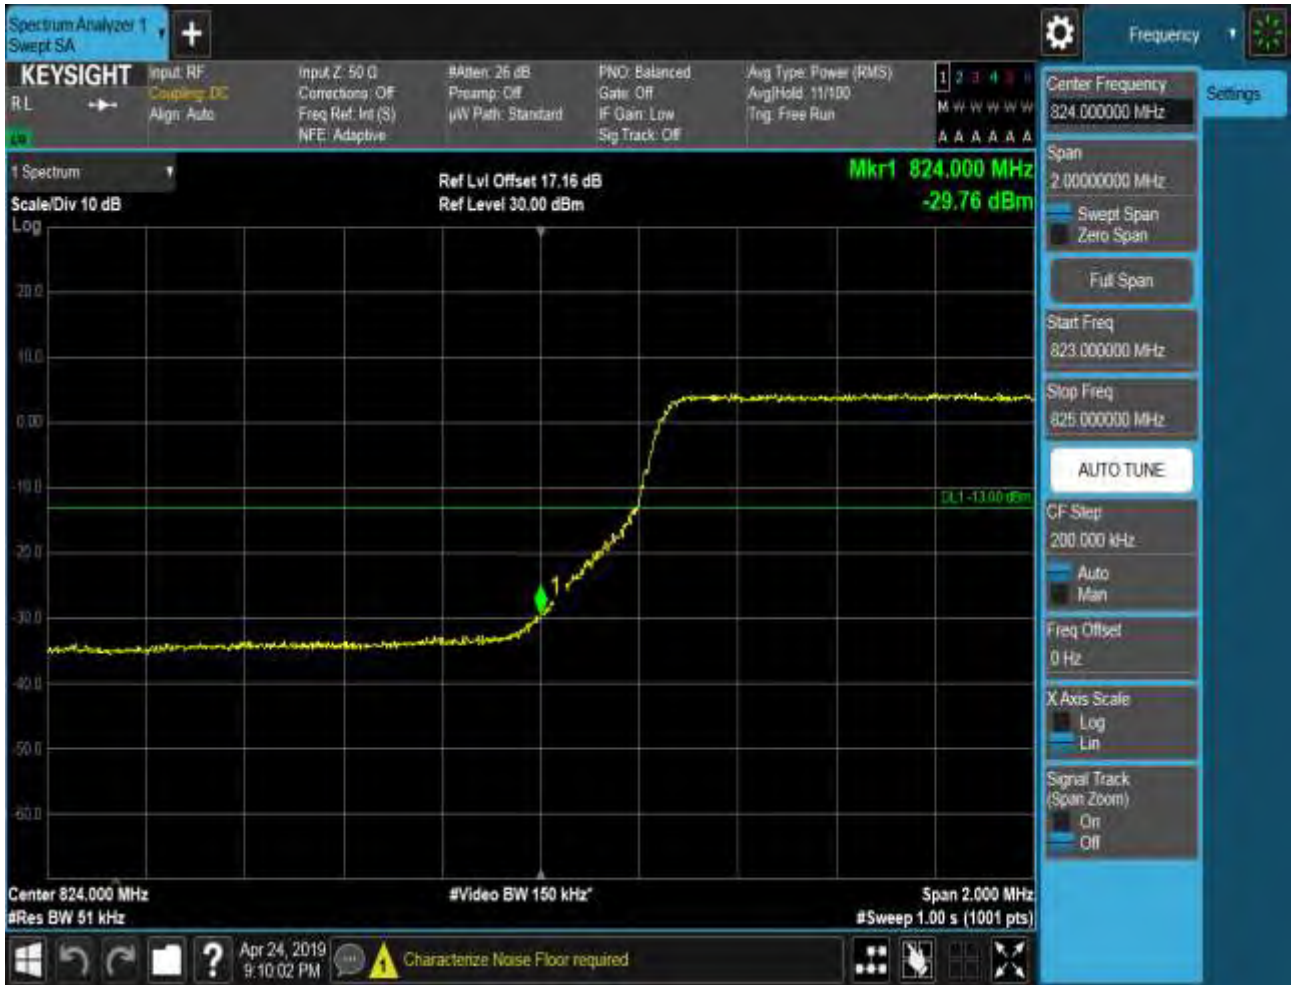 Spectrum Analyzer 1
Swept SA
Frequency
KEYSIGHT
RL
Input: RF
Coupling: DC
Align: Auto
Input Z: 50 Ω
Corrections: Off
Freq Ref: Int (S)
NFE: Adaptive
#Atten: 26 dB
Preamp: Off
µW Path: Standard
PNO: Balanced
Gate: Off
IF Gain: Low
Sig Track: Off
Avg Type: Power (RMS)
Avg|Hold: 11/100
Trig: Free Run
1 2 3 4 5 6
M W W W W W
A A A A A A
1 Spectrum
Scale/Div 10 dB
Log
Ref Lvl Offset 17.16 dB
Ref Level 30.00 dBm
Mkr1 824.000 MHz
-29.76 dBm
20.0
10.0
0.00
-10.0
-20.0
-30.0
-40.0
-50.0
-60.0
DL1 -13.00 dBm
1
Center 824.000 MHz
#Res BW 51 kHz
#Video BW 150 kHz*
Span 2.000 MHz
#Sweep 1.00 s (1001 pts)
Center Frequency
824.000000 MHz
Settings
Span
2.00000000 MHz
Swept Span
Zero Span
Full Span
Start Freq
823.000000 MHz
Stop Freq
825.000000 MHz
AUTO TUNE
CF Step
200.000 kHz
Auto
Man
Freq Offset
0 Hz
X Axis Scale
Log
Lin
Signal Track
(Span Zoom)
On
Off
?
Apr 24, 2019
9:10:02 PM
1
Characterize Noise Floor required